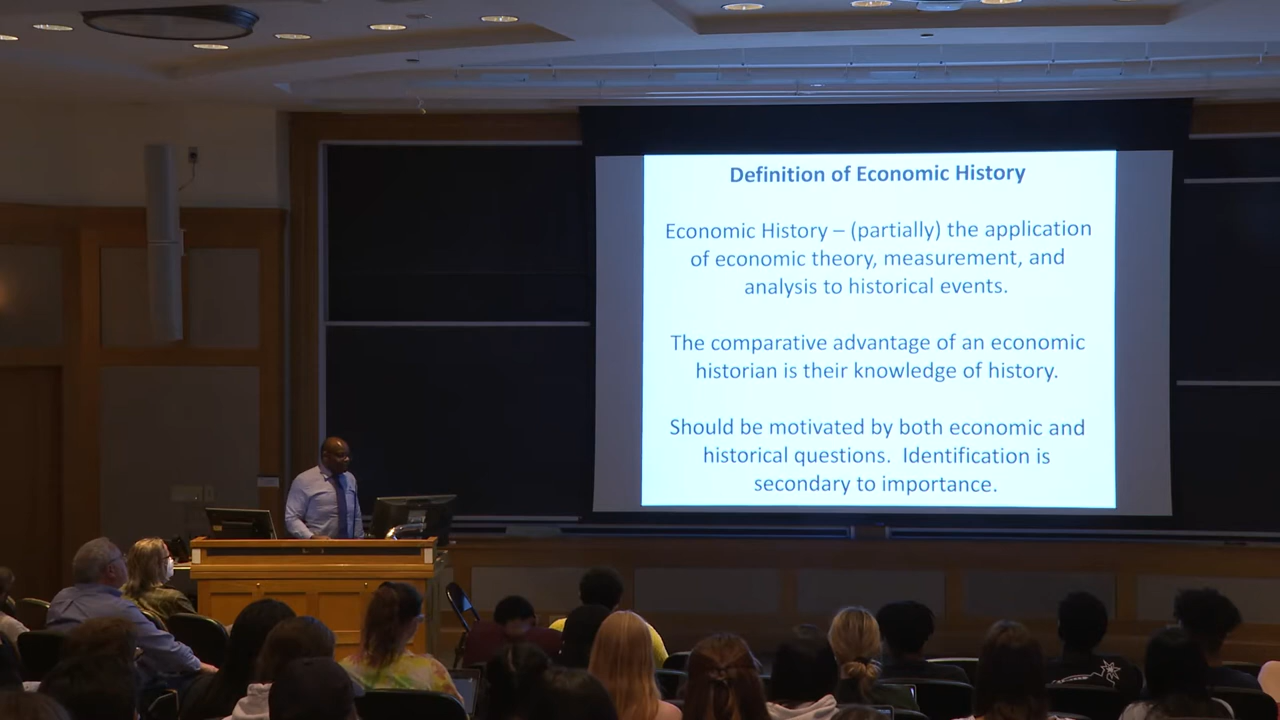 Definition of Economic History
Economic History – (partially) the application
of economic theory, measurement, and
analysis to historical events.
The comparative advantage of an economic
historian is their knowledge of history.
Should be motivated by both economic and
historical questions.  Identification is
secondary to importance.